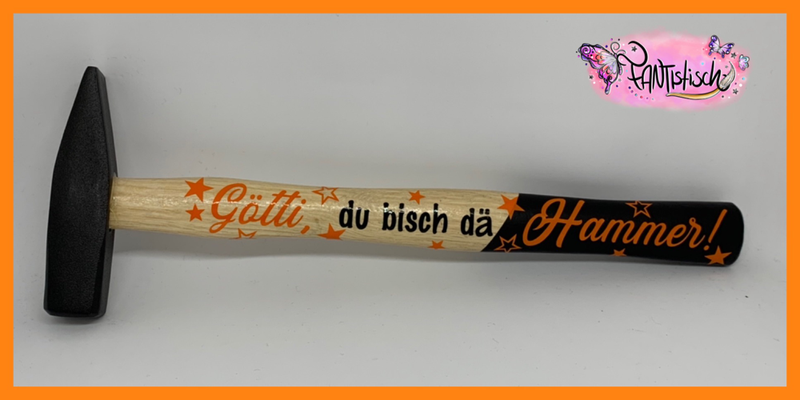 FANTIstisch
Götti, du bisch dä Hammer!